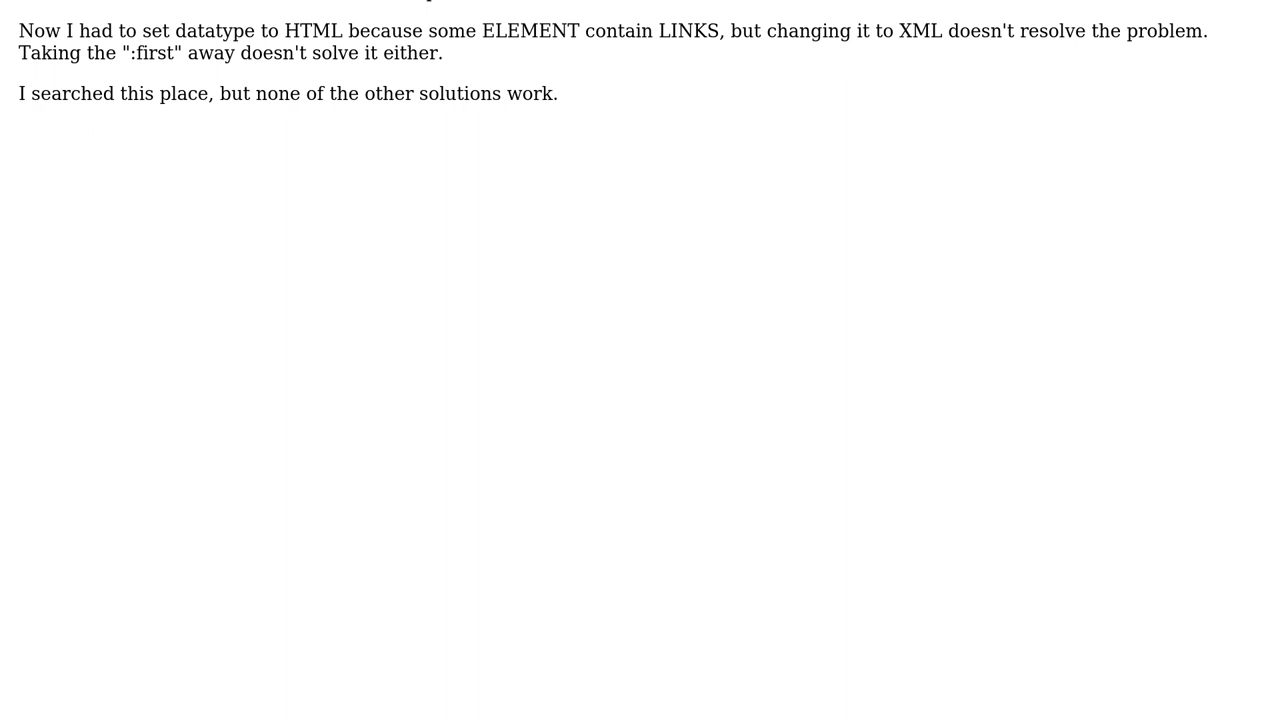 Now I had to set datatype to HTML because some ELEMENT contain LINKS, but changing it to XML doesn't resolve the problem.
Taking the ":first" away doesn't solve it either.
I searched this place, but none of the other solutions work.